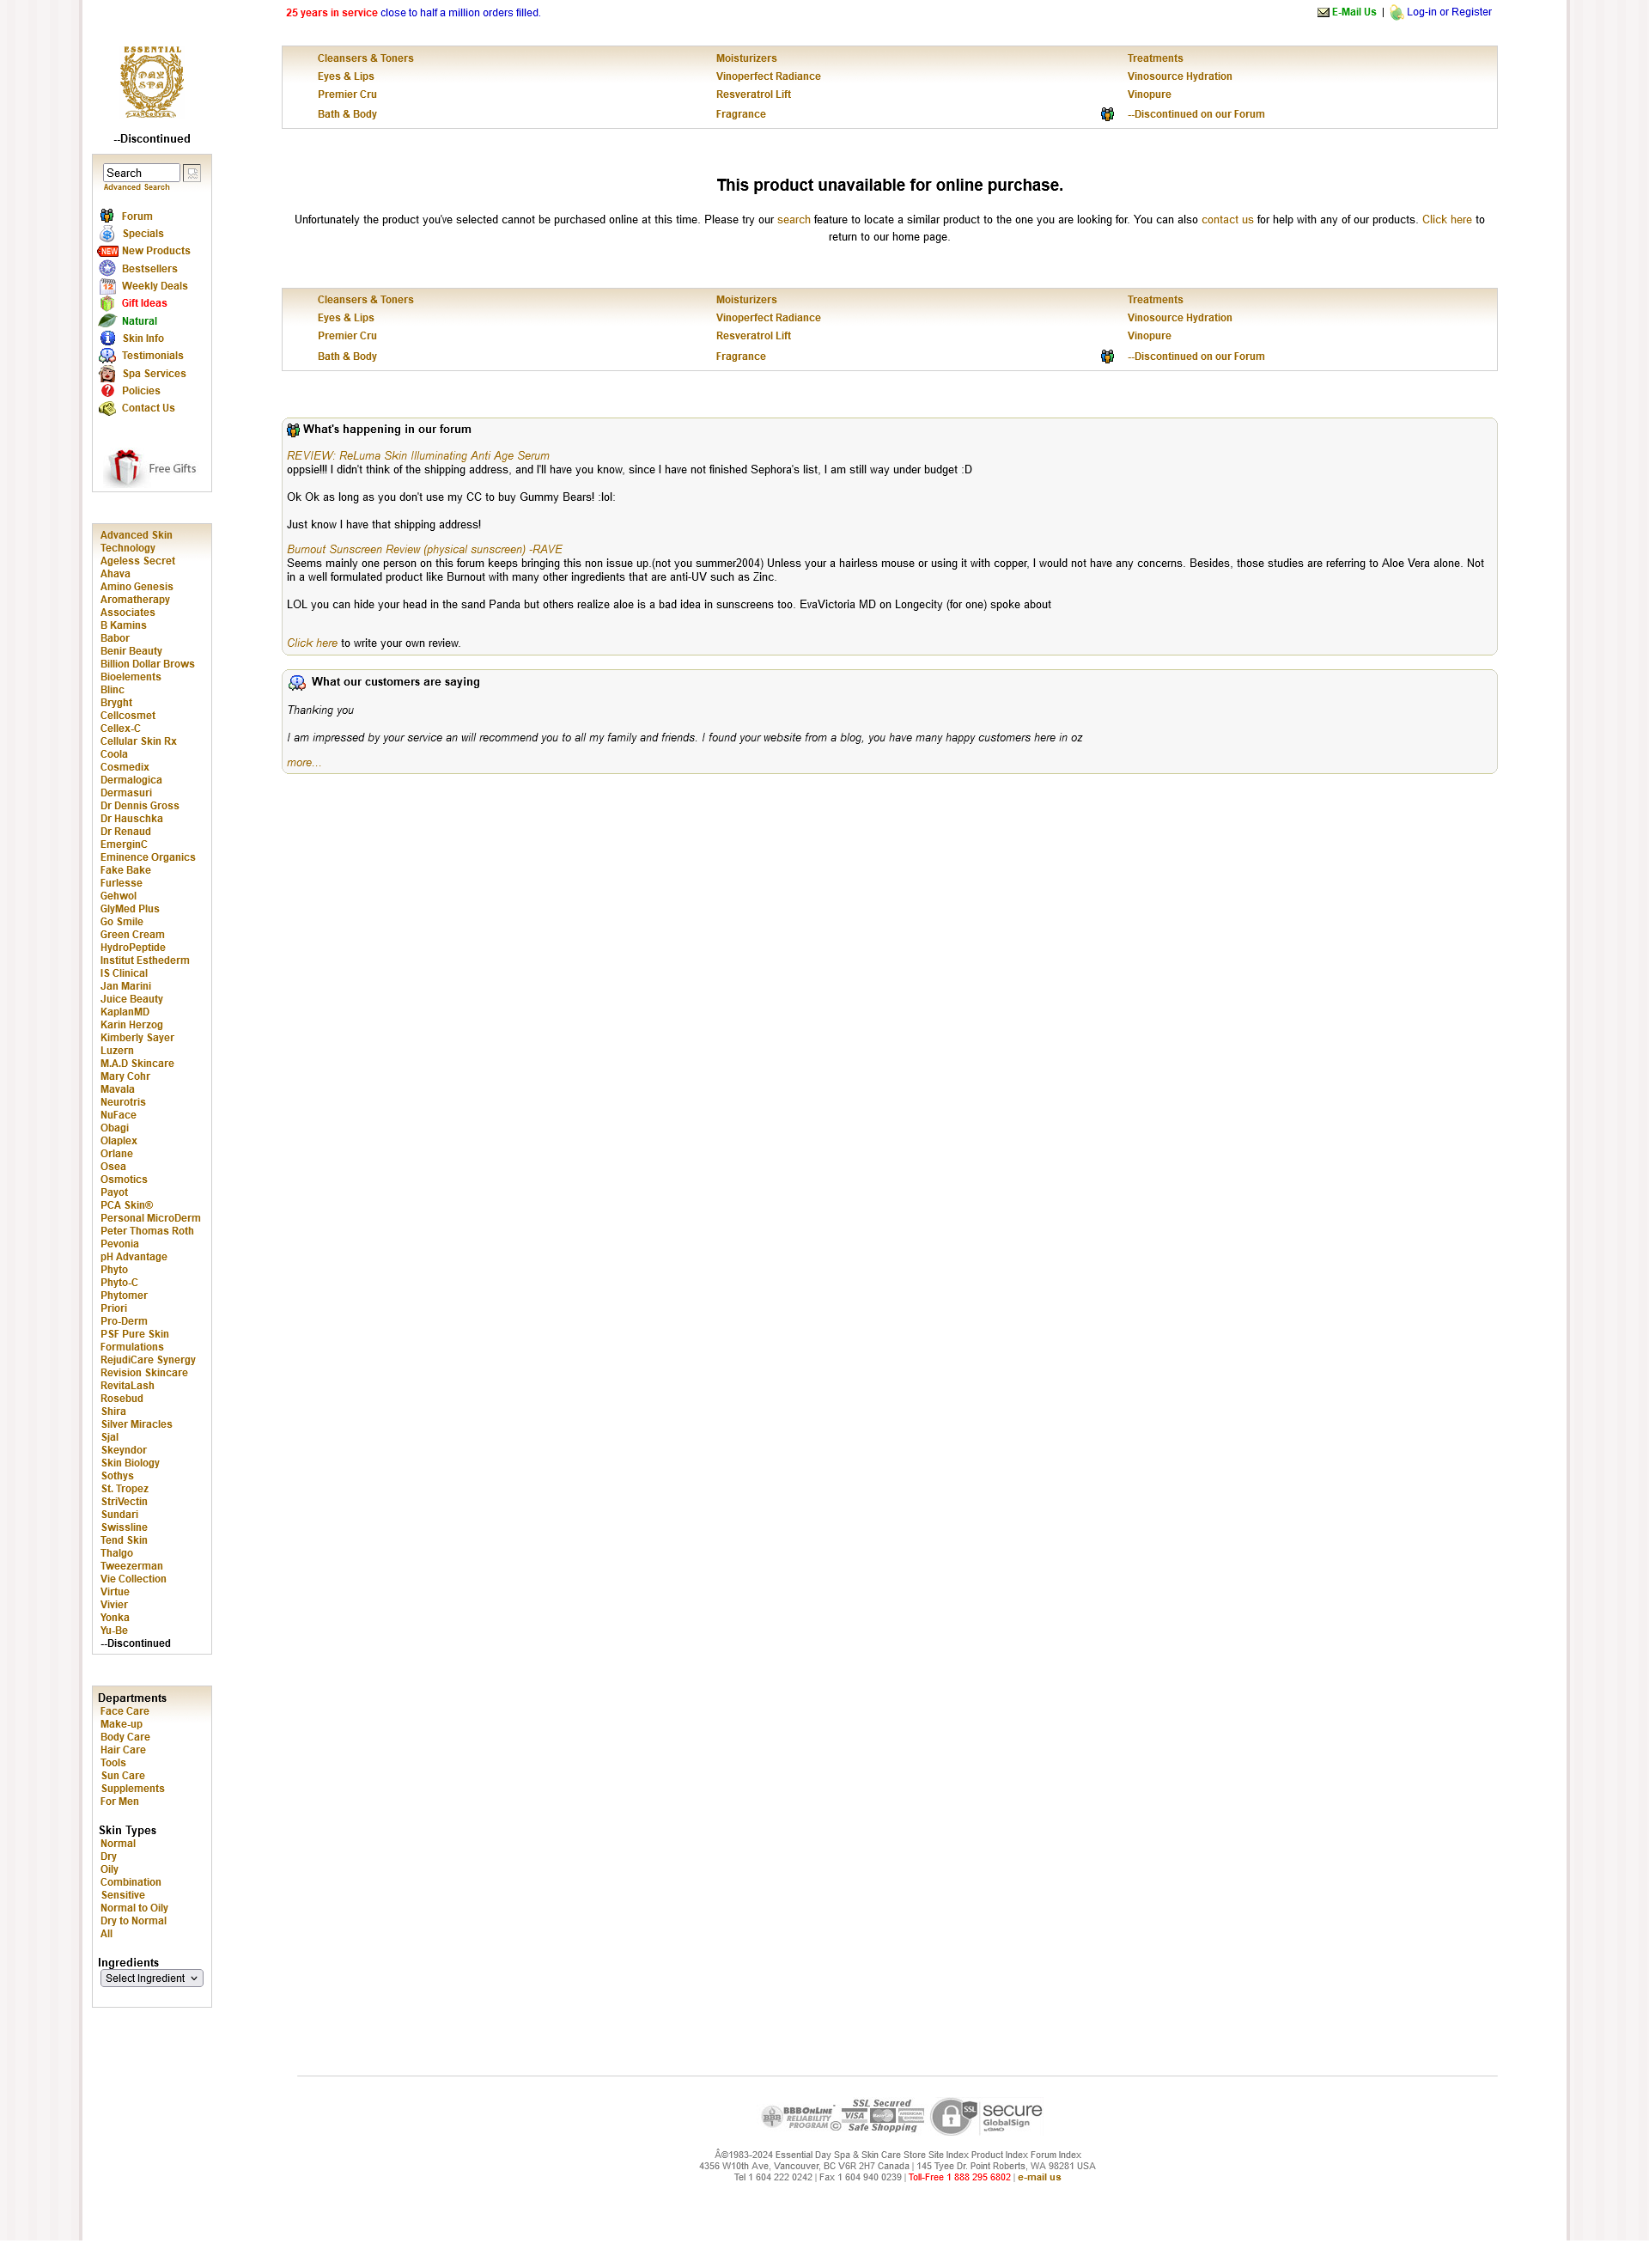 25 years in service close to half a million orders filled.
E-Mail Us | Log-in or Register
ESSENTIAL
DAY
SPA
VANCOUVER
--Discontinued
Search
Advanced Search
Forum
Specials
NEW New Products
Bestsellers
12 Weekly Deals
Gift Ideas
Natural
Skin Info
Testimonials
Spa Services
Policies
Contact Us
Free Gifts
Advanced Skin
Technology
Ageless Secret
Ahava
Amino Genesis
Aromatherapy
Associates
B Kamins
Babor
Benir Beauty
Billion Dollar Brows
Bioelements
Blinc
Bryght
Cellcosmet
Cellex-C
Cellular Skin Rx
Coola
Cosmedix
Dermalogica
Dermasuri
Dr Dennis Gross
Dr Hauschka
Dr Renaud
EmerginC
Eminence Organics
Fake Bake
Furlesse
Gehwol
GlyMed Plus
Go Smile
Green Cream
HydroPeptide
Institut Esthederm
IS Clinical
Jan Marini
Juice Beauty
KaplanMD
Karin Herzog
Kimberly Sayer
Luzern
M.A.D Skincare
Mary Cohr
Mavala
Neurotris
NuFace
Obagi
Olaplex
Orlane
Osea
Osmotics
Payot
PCA Skin®
Personal MicroDerm
Peter Thomas Roth
Pevonia
pH Advantage
Phyto
Phyto-C
Phytomer
Priori
Pro-Derm
PSF Pure Skin
Formulations
RejudiCare Synergy
Revision Skincare
RevitaLash
Rosebud
Shira
Silver Miracles
Sjal
Skeyndor
Skin Biology
Sothys
St. Tropez
StriVectin
Sundari
Swissline
Tend Skin
Thalgo
Tweezerman
Vie Collection
Virtue
Vivier
Yonka
Yu-Be
--Discontinued
Departments
Face Care
Make-up
Body Care
Hair Care
Tools
Sun Care
Supplements
For Men
Skin Types
Normal
Dry
Oily
Combination
Sensitive
Normal to Oily
Dry to Normal
All
Ingredients
Select Ingredient
Cleansers & Toners Moisturizers Treatments
Eyes & Lips Vinoperfect Radiance Vinosource Hydration
Premier Cru Resveratrol Lift Vinopure
Bath & Body Fragrance --Discontinued on our Forum
This product unavailable for online purchase.
Unfortunately the product you've selected cannot be purchased online at this time. Please try our search feature to locate a similar product to the one you are looking for. You can also contact us for help with any of our products. Click here to
return to our home page.
Cleansers & Toners Moisturizers Treatments
Eyes & Lips Vinoperfect Radiance Vinosource Hydration
Premier Cru Resveratrol Lift Vinopure
Bath & Body Fragrance --Discontinued on our Forum
What's happening in our forum
REVIEW: ReLuma Skin Illuminating Anti Age Serum
oppsie!!! I didn't think of the shipping address, and I'll have you know, since I have not finished Sephora's list, I am still way under budget :D
Ok Ok as long as you don't use my CC to buy Gummy Bears! :lol:
Just know I have that shipping address!
Burnout Sunscreen Review (physical sunscreen) -RAVE
Seems mainly one person on this forum keeps bringing this non issue up.(not you summer2004) Unless your a hairless mouse or using it with copper, I would not have any concerns. Besides, those studies are referring to Aloe Vera alone. Not
in a well formulated product like Burnout with many other ingredients that are anti-UV such as Zinc.
LOL you can hide your head in the sand Panda but others realize aloe is a bad idea in sunscreens too. EvaVictoria MD on Longecity (for one) spoke about
Click here to write your own review.
What our customers are saying
Thanking you
I am impressed by your service an will recommend you to all my family and friends. I found your website from a blog, you have many happy customers here in oz
more...
BBB BBBONLINE RELIABILITY PROGRAM ©
SSL Secured
VISA
Safe Shopping
SSL secure
GlobalSign
by GMO
Â©1983-2024 Essential Day Spa & Skin Care Store Site Index Product Index Forum Index
4356 W10th Ave, Vancouver, BC V6R 2H7 Canada | 145 Tyee Dr. Point Roberts, WA 98281 USA
Tel 1 604 222 0242 | Fax 1 604 940 0239 | Toll-Free 1 888 295 6802 | e-mail us